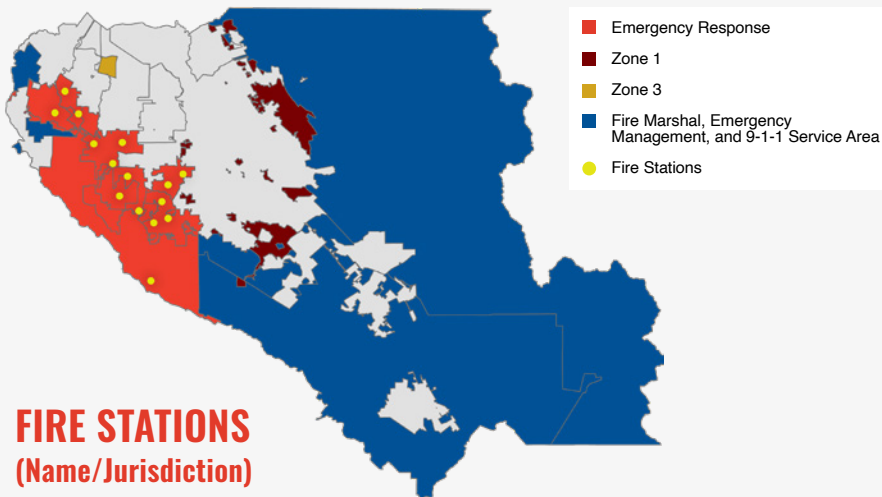 Emergency Response
Zone 1
Zone 3
Fire Marshal, Emergency
Management, and 9-1-1 Service Area
Fire Stations
FIRE STATIONS
(Name/Jurisdiction)